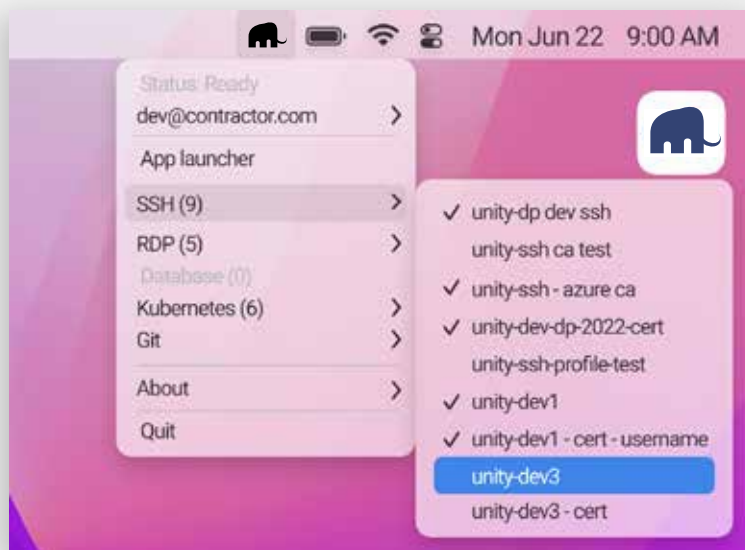 Mon Jun 22 9:00 AM
Status: Ready
dev@contractor.com
App launcher
SSH (9)
RDP (5)
Database (0)
Kubernetes (6)
Git
About
Quit
unity-dp dev ssh
unity-ssh ca test
unity-ssh - azure ca
unity-dev-dp-2022-cert
unity-ssh-profile-test
unity-dev1
unity-dev1 - cert - username
unity-dev3
unity-dev3 - cert